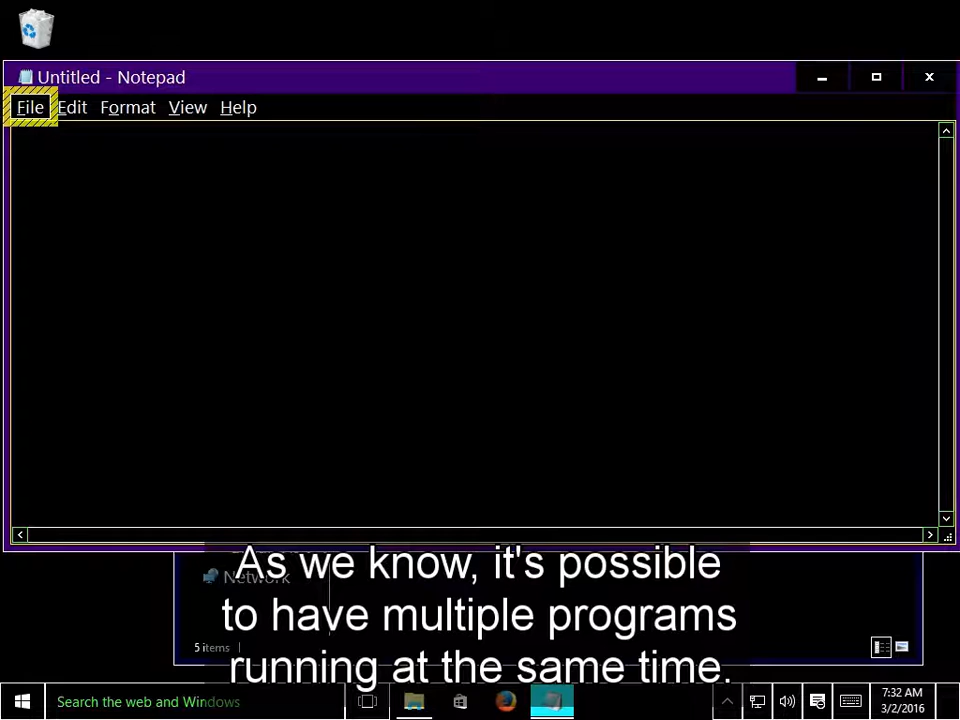 Untitled - Notepad
File Edit Format View Help
As we know, it's possible
Network
to have multiple programs
5 items
running at the same time.
Search the web and Windows
7:32 AM
3/2/2016